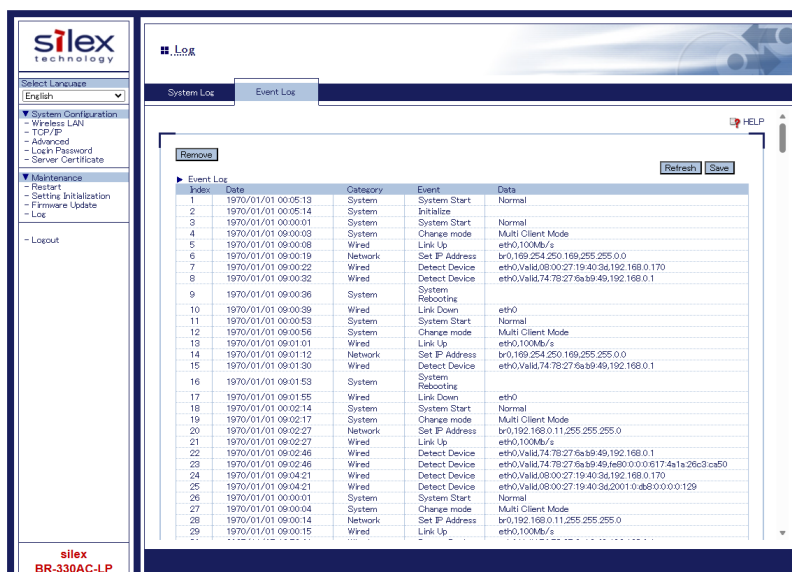 silex
technology
Log
Select Language
English
System Log
Event Log
▼ System Configuration
- Wireless LAN
- TCP/IP
- Advanced
- Login Password
- Server Certificate
▼ Maintenance
- Restart
- Setting Initialization
- Firmware Update
- Log
- Logout
HELP
Remove
Refresh Save
▶ Event Log
Index Date Category Event Data
1 1970/01/01 00:05:13 System System Start Normal
2 1970/01/01 00:05:14 System Initialize
3 1970/01/01 00:00:01 System System Start Normal
4 1970/01/01 09:00:03 System Change mode Multi Client Mode
5 1970/01/01 09:00:08 Wired Link Up eth0,100Mb/s
6 1970/01/01 09:00:19 Network Set IP Address br0,169.254.250.169,255.255.0.0
7 1970/01/01 09:00:22 Wired Detect Device eth0,Valid,08:00:27:19:40:3d,192.168.0.170
8 1970/01/01 09:00:32 Wired Detect Device eth0,Valid,74:78:27:6a:b9:49,192.168.0.1
9 1970/01/01 09:00:36 System System Rebooting
10 1970/01/01 09:00:39 Wired Link Down eth0
11 1970/01/01 00:00:53 System System Start Normal
12 1970/01/01 09:00:56 System Change mode Multi Client Mode
13 1970/01/01 09:01:01 Wired Link Up eth0,100Mb/s
14 1970/01/01 09:01:12 Network Set IP Address br0,169.254.250.169,255.255.0.0
15 1970/01/01 09:01:30 Wired Detect Device eth0,Valid,74:78:27:6a:b9:49,192.168.0.1
16 1970/01/01 09:01:53 System System Rebooting
17 1970/01/01 09:01:55 Wired Link Down eth0
18 1970/01/01 00:02:14 System System Start Normal
19 1970/01/01 09:02:17 System Change mode Multi Client Mode
20 1970/01/01 09:02:27 Network Set IP Address br0,192.168.0.11,255.255.255.0
21 1970/01/01 09:02:27 Wired Link Up eth0,100Mb/s
22 1970/01/01 09:02:46 Wired Detect Device eth0,Valid,74:78:27:6a:b9:49,192.168.0.1
23 1970/01/01 09:02:46 Wired Detect Device eth0,Valid,74:78:27:6a:b9:49,fe80:0:0:0:617:4a1a:26c3:ca50
24 1970/01/01 09:04:21 Wired Detect Device eth0,Valid,08:00:27:19:40:3d,192.168.0.170
25 1970/01/01 09:04:21 Wired Detect Device eth0,Valid,08:00:27:19:40:3d,2001:0:db8:0:0:0:0:129
26 1970/01/01 00:00:01 System System Start Normal
27 1970/01/01 09:00:04 System Change mode Multi Client Mode
28 1970/01/01 09:00:14 Network Set IP Address br0,192.168.0.11,255.255.255.0
29 1970/01/01 09:00:15 Wired Link Up eth0,100Mb/s
silex
BR-330AC-LP